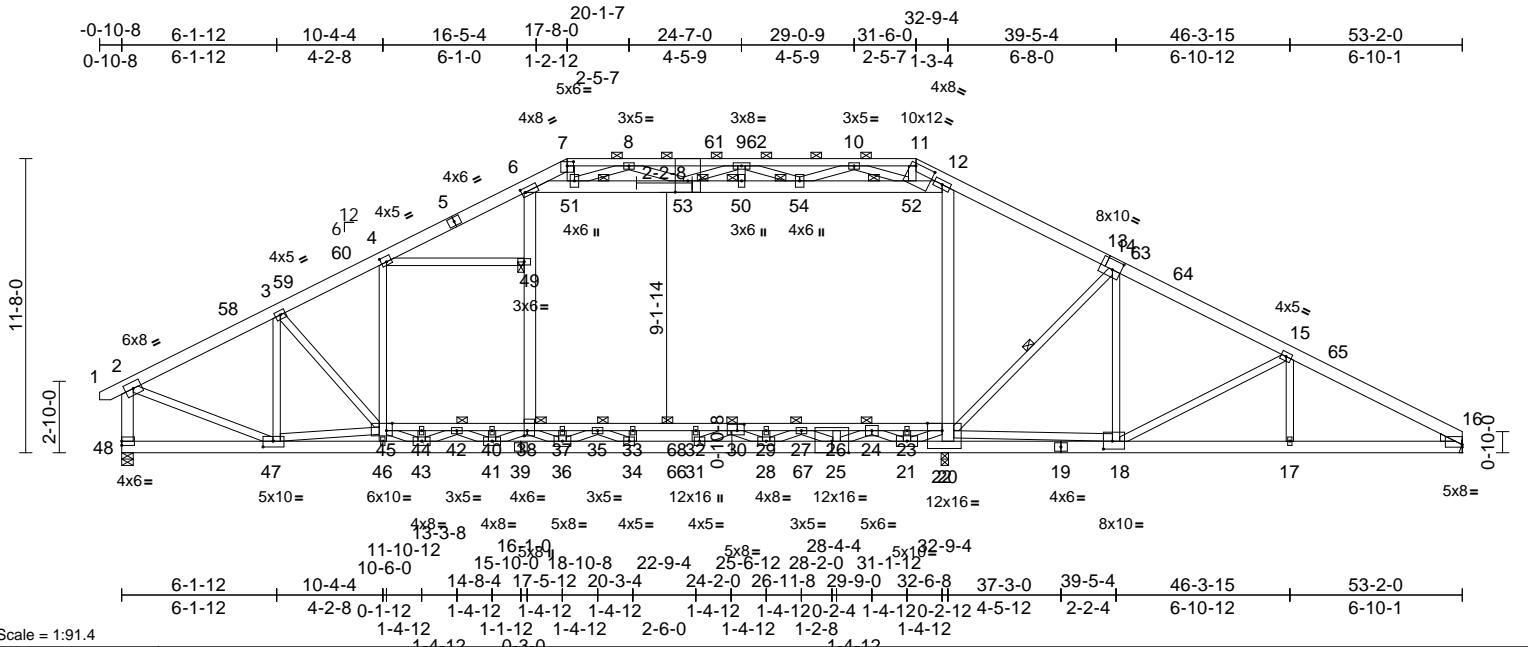 20-1-7
-0-10-8 6-1-12 10-4-4 16-5-4 17-8-0 24-7-0 29-0-9 31-6-0 32-9-4 39-5-4 46-3-15 53-2-0
0-10-8 6-1-12 4-2-8 6-1-0 1-2-12 4-5-9 4-5-9 2-5-7 1-3-4 6-8-0 6-10-12 6-10-1
2-5-7
5x6= 4x8
4x8 3x5= 3x8= 3x5= 10x12
7 8 61 9 62 10 11
6 12
4x6 2-2-8
5 51 53 50 54 52
12
6
4x5 4x6 3x6 4x6 8x10
4 13 14 63
60
4x5 49 64
3 59 3x6=
11-8-0 58 9-1-14 4x5
6x8 15
65
1 2
2-10-0 0-10-8 16 0-10-0
48 45 44 42 40 38 37 35 33 68 32 30 29 27 26 24 23
47 46 43 41 39 36 34 66 31 28 67 25 21 22 20 19 18 17
4x6= 5x10= 6x10= 3x5= 4x6= 3x5= 12x16 4x8= 12x16= 12x16= 4x6= 5x8=
4x8= 4x8= 5x8= 4x5= 4x5= 3x5= 5x6= 8x10=
5x8 5x8= 5x10=
13-3-8 16-1-0 28-4-4 32-9-4
11-10-12 15-10-0 18-10-8 22-9-4 25-6-12 28-2-0 31-1-12
10-6-0
6-1-12 10-4-4 14-8-4 17-5-12 20-3-4 24-2-0 26-11-8 29-9-0 32-6-8 37-3-0 39-5-4 46-3-15 53-2-0
6-1-12 4-2-8 0-1-12 1-4-12 1-4-12 1-4-12 1-4-12 1-4-12 0-2-4 1-4-12 0-2-12 4-5-12 2-2-4 6-10-12 6-10-1
1-4-12 1-1-12 1-4-12 2-6-0 1-4-12 1-2-8 1-4-12
1-4-12 0-3-0 1-4-12
Scale = 1:91.4